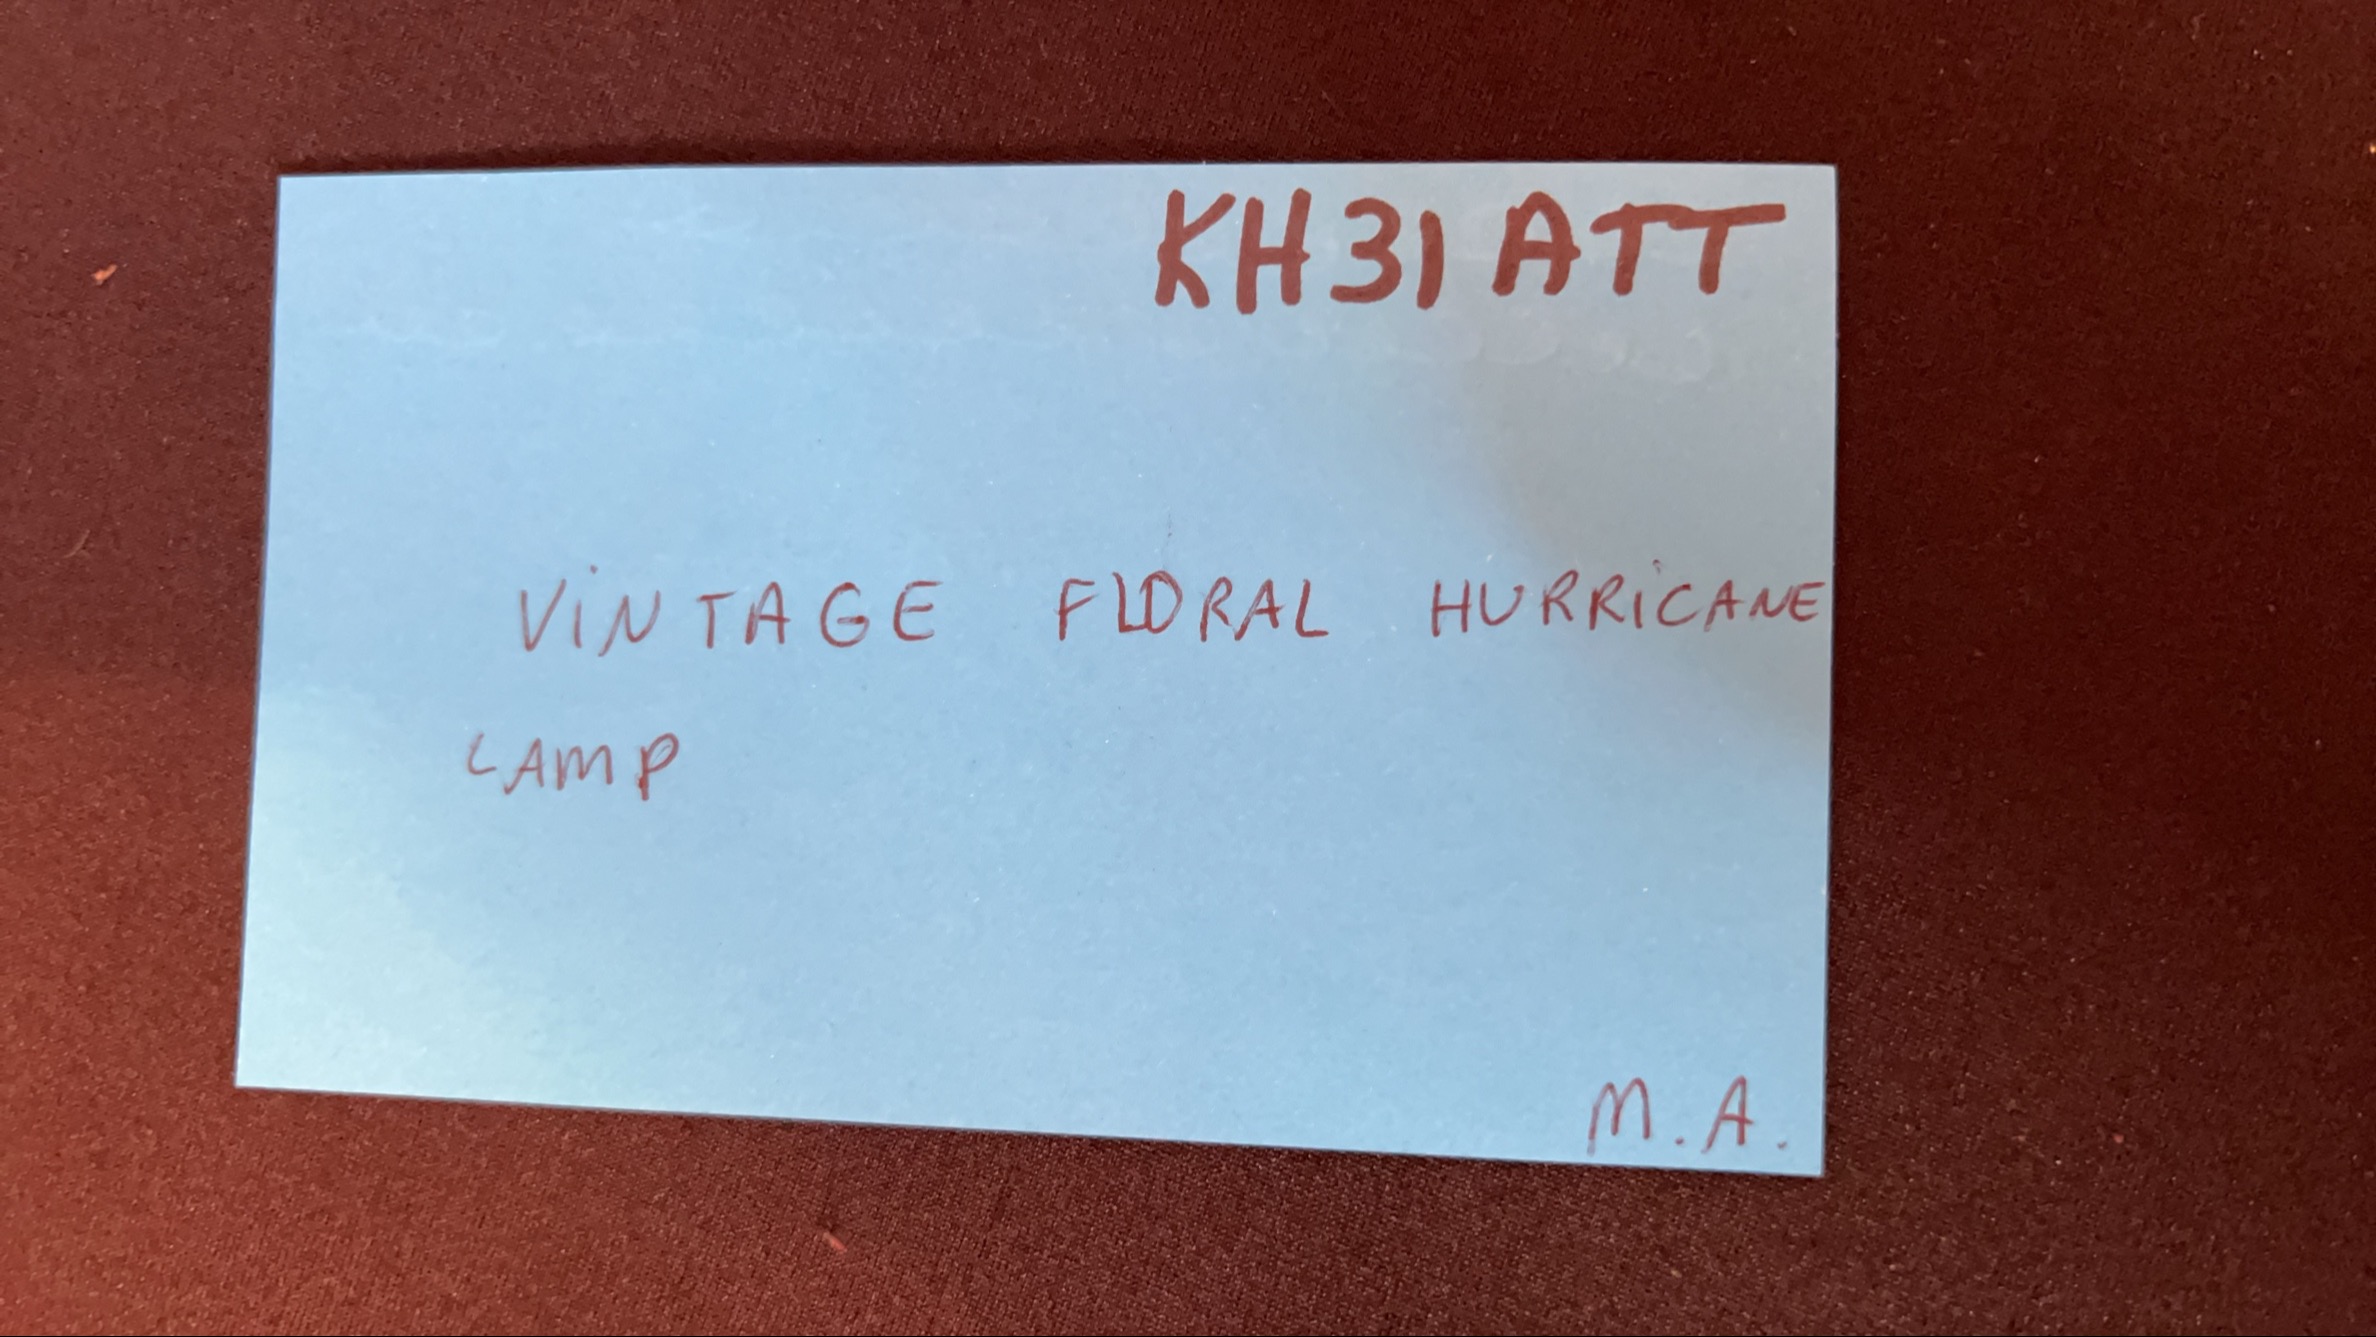 KH31ATT
ViNTAGE FLORAL HURRiCANE
LAMP
M.A.